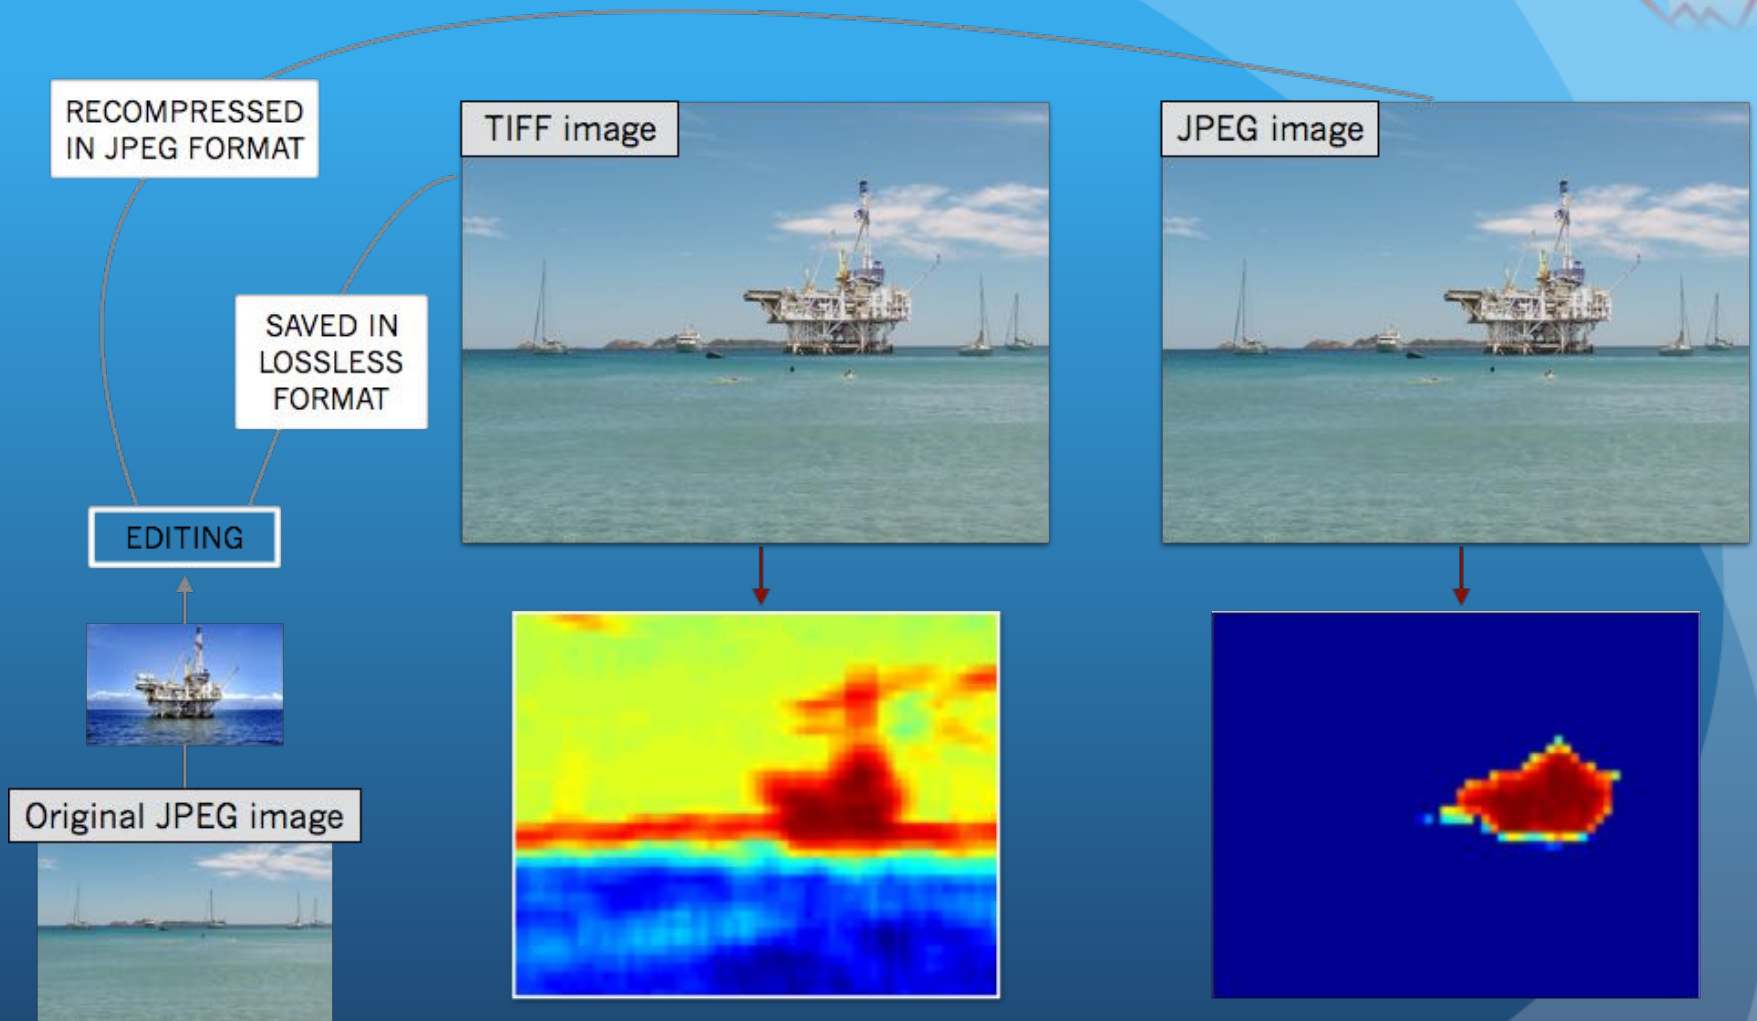 RECOMPRESSED
IN JPEG FORMAT
TIFF image
JPEG image
SAVED IN
LOSSLESS
FORMAT
EDITING
Original JPEG image